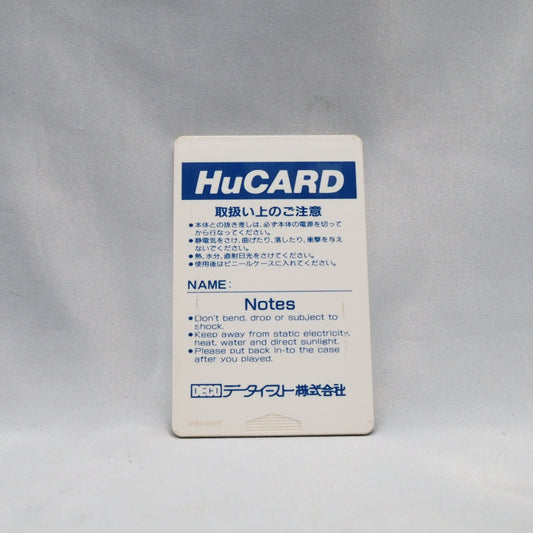 HuCARD
取扱い上のご注意
●本体との抜き差しは、必ず本体の電源を切って
から行なってください。
●静電気をさけ、曲げたり、落したり、衝撃を与え
ないでください。
●熱、水分、直射日光をさけてください。
●使用後はビニールケースに入れてください。
NAME:
Notes
●Don't bend, drop or subject to
shock.
●Keep away from static electricity,
heat, water and direct sunlight.
●Please put back in-to the case
after you played.
DECO データイースト株式会社